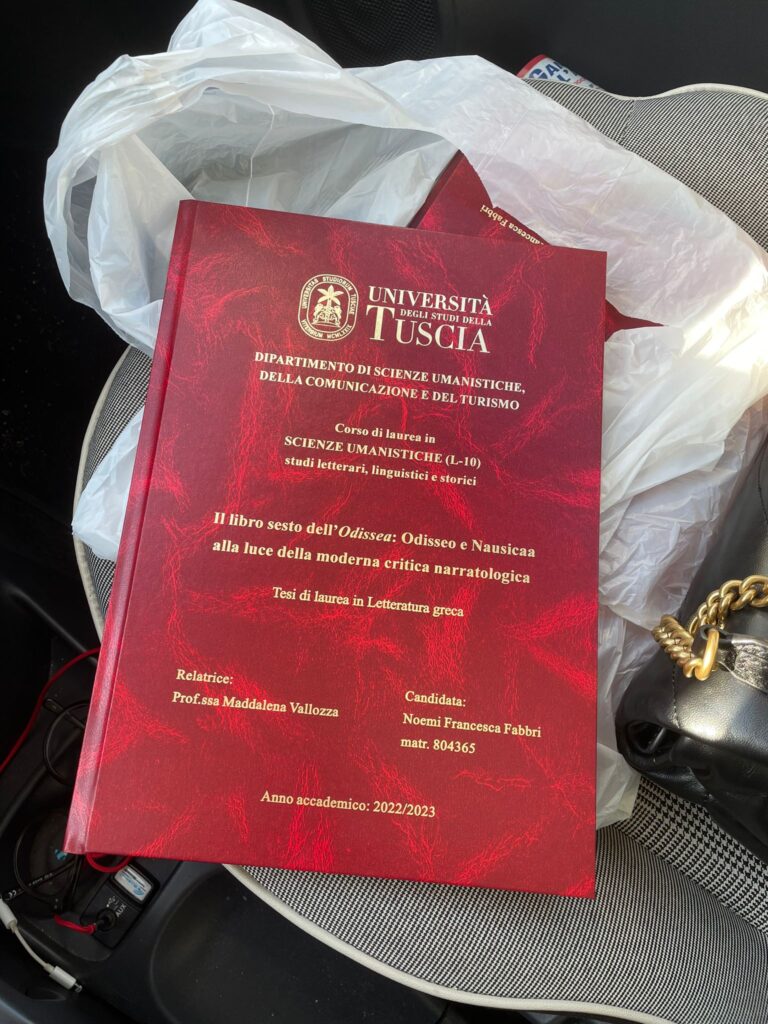 ancesca Fabbri
UNIVERSITÀ
DEGLI STUDI DELLA
TUSCIA
DIPARTIMENTO DI SCIENZE UMANISTICHE,
DELLA COMUNICAZIONE E DEL TURISMO
Corso di laurea in
SCIENZE UMANISTICHE (L-10)
studi letterari, linguistici e storici
Il libro sesto dell'Odissea: Odisseo e Nausicaa
alla luce della moderna critica narratologica
Tesi di laurea in Letteratura greca
Relatrice:
Prof.ssa Maddalena Vallozza
Candidata:
Noemi Francesca Fabbri
matr. 804365
Anno accademico: 2022/2023
AUX